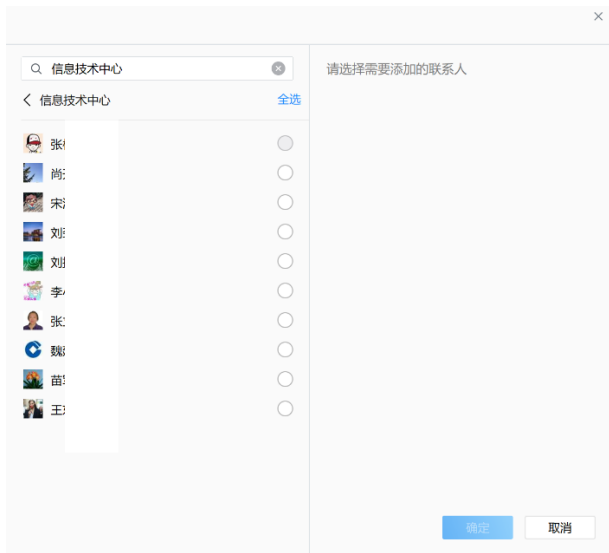 信息技术中心
请选择需要添加的联系人
信息技术中心
全选
张
尚
宋
刘
刘
李
张
魏
苗
王
确定
取消